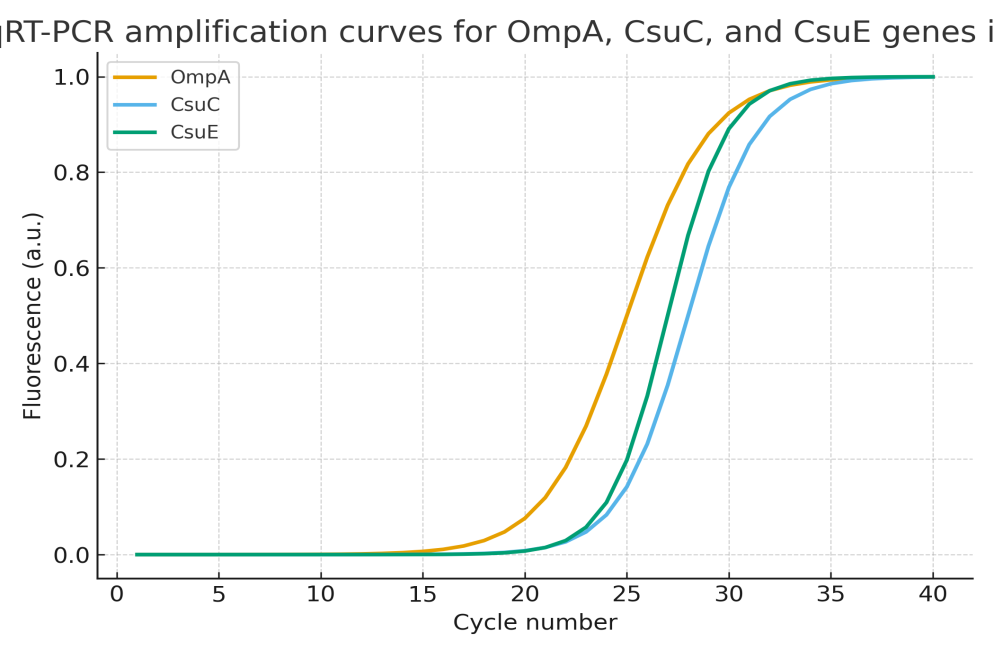 qRT-PCR amplification curves for OmpA, CsuC, and CsuE genes i
OmpA
CsuC
CsuE
Fluorescence (a.u.)
1.0
0.8
0.6
0.4
0.2
0.0
0 5 10 15 20 25 30 35 40
Cycle number